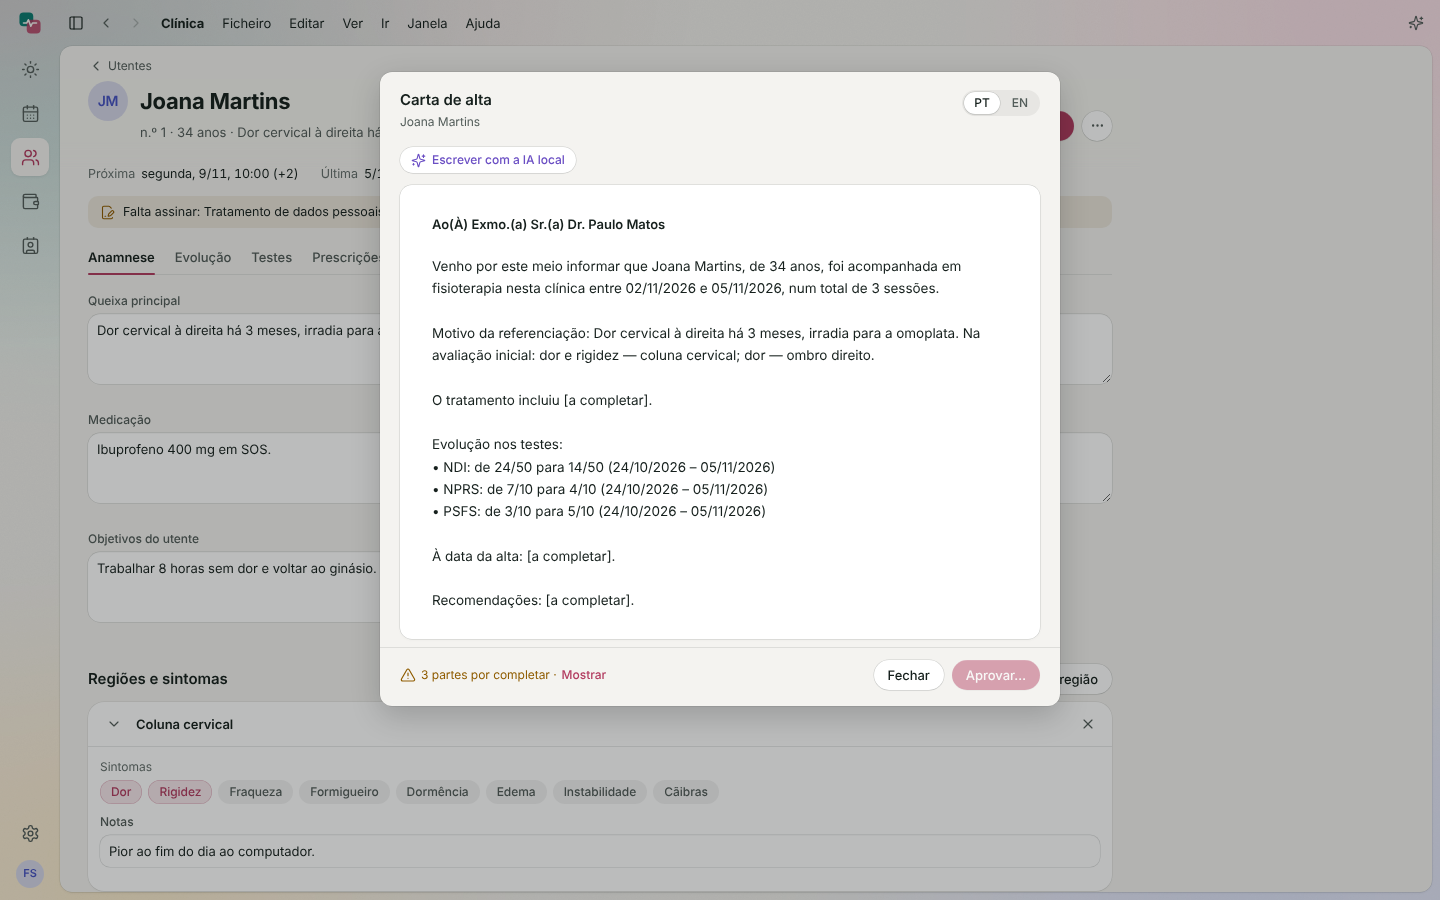 Clínica Ficheiro Editar Ver Ir Janela Ajuda
Utentes
JM
Joana Martins
n.º 1 · 34 anos · Dor cervical à direita há
Próxima segunda, 9/11, 10:00 (+2) Última 5/1
Falta assinar: Tratamento de dados pessoais
Anamnese Evolução Testes Prescrições
Queixa principal
Dor cervical à direita há 3 meses, irradia para a
Medicação
Ibuprofeno 400 mg em SOS.
Objetivos do utente
Trabalhar 8 horas sem dor e voltar ao ginásio.
Regiões e sintomas
região
Coluna cervical
Sintomas
Dor Rigidez Fraqueza Formigueiro Dormência Edema Instabilidade Cãibras
Notas
Pior ao fim do dia ao computador.
FS
Carta de alta
Joana Martins
PT EN
Escrever com a IA local
Ao(À) Exmo.(a) Sr.(a) Dr. Paulo Matos
Venho por este meio informar que Joana Martins, de 34 anos, foi acompanhada em
fisioterapia nesta clínica entre 02/11/2026 e 05/11/2026, num total de 3 sessões.
Motivo da referenciação: Dor cervical à direita há 3 meses, irradia para a omoplata. Na
avaliação inicial: dor e rigidez — coluna cervical; dor — ombro direito.
O tratamento incluiu [a completar].
Evolução nos testes:
• NDI: de 24/50 para 14/50 (24/10/2026 – 05/11/2026)
• NPRS: de 7/10 para 4/10 (24/10/2026 – 05/11/2026)
• PSFS: de 3/10 para 5/10 (24/10/2026 – 05/11/2026)
À data da alta: [a completar].
Recomendações: [a completar].
3 partes por completar · Mostrar
Fechar
Aprovar...